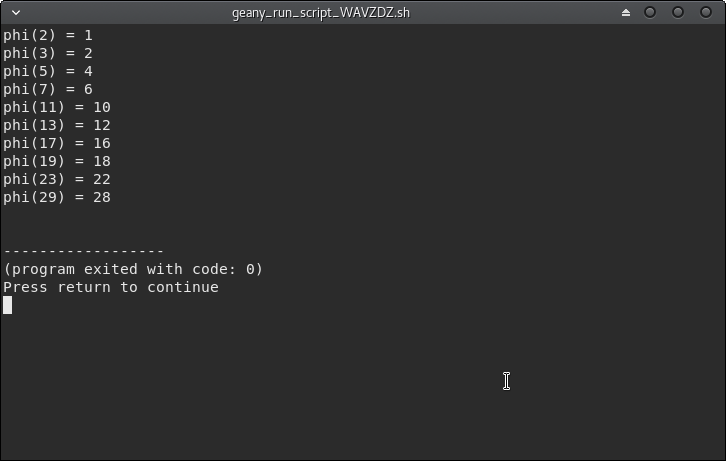 geany_run_script_WAVZDZ.sh
phi(2) = 1
phi(3) = 2
phi(5) = 4
phi(7) = 6
phi(11) = 10
phi(13) = 12
phi(17) = 16
phi(19) = 18
phi(23) = 22
phi(29) = 28
------------------
(program exited with code: 0)
Press return to continue